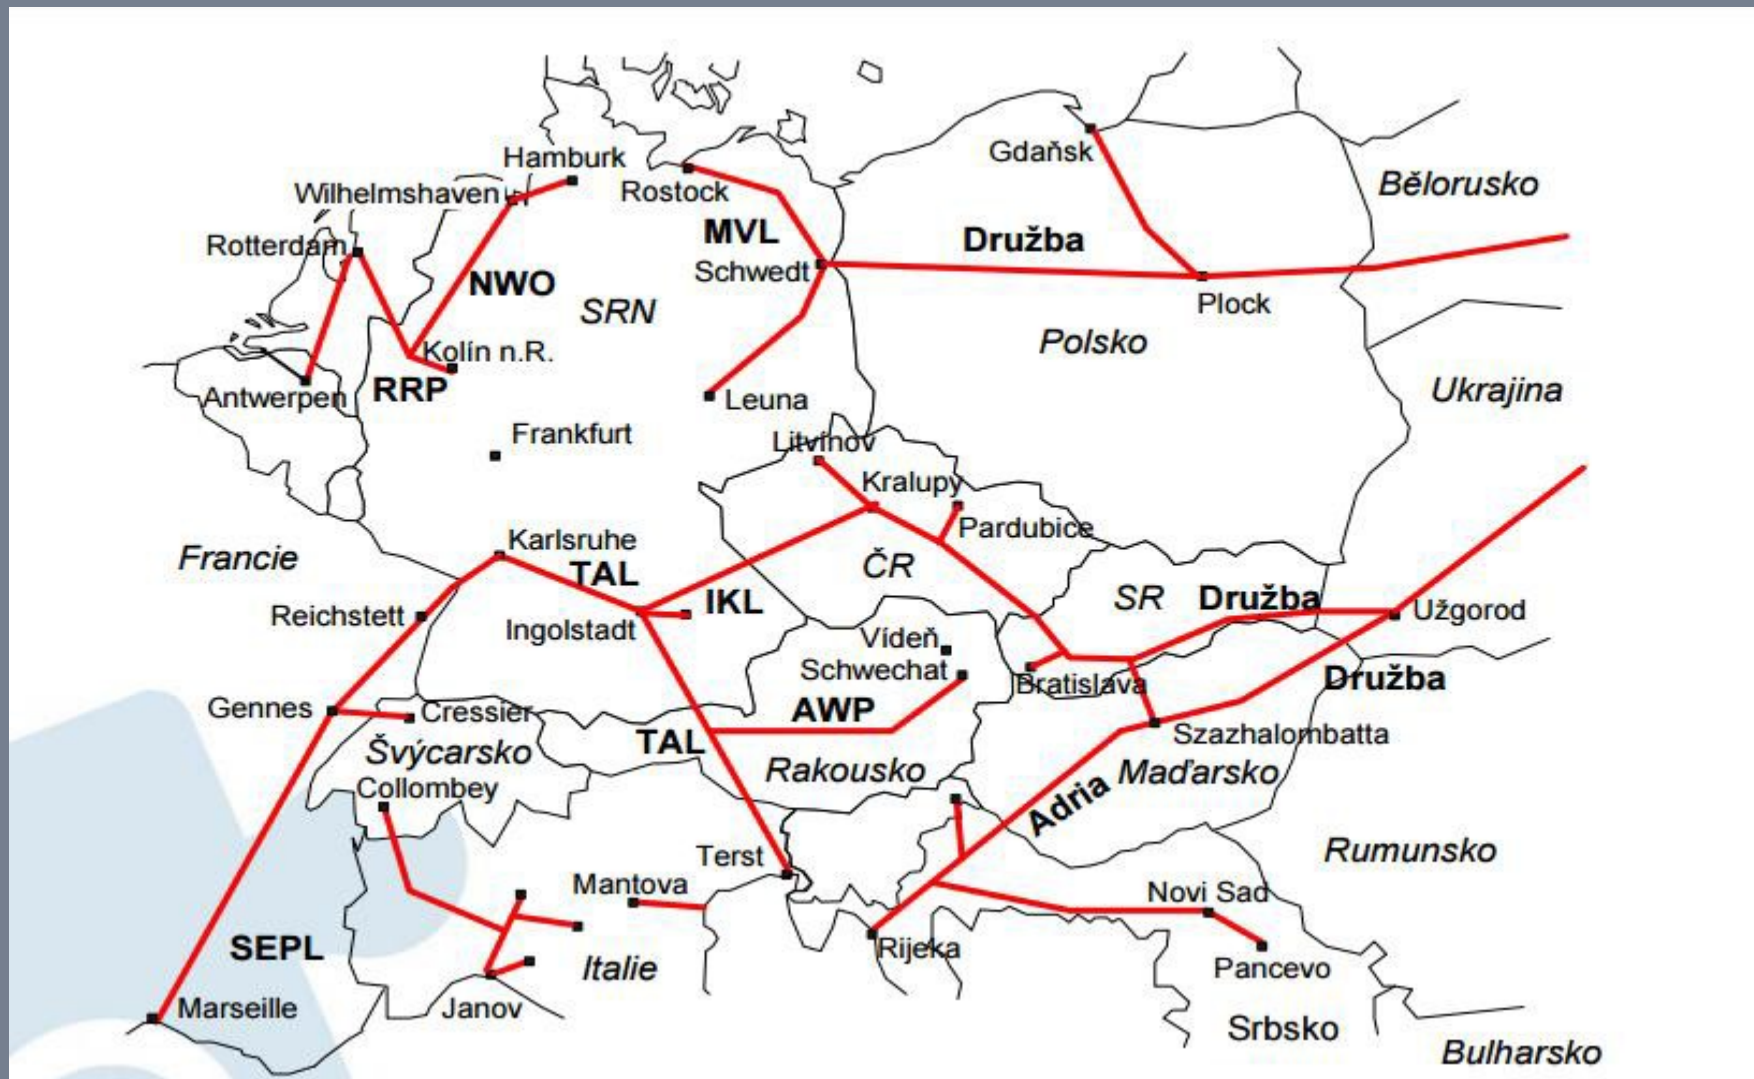 Gdaňsk
Hamburk
Rostock
Wilhelmshaven
Bělorusko
MVL
Družba
Rotterdam
Schwedt
NWO
SRN
Plock
Polsko
Kolín n.R.
RRP
Antwerpen
Leuna
Ukrajina
Frankfurt
Litvínov
Kralupy
Pardubice
Karlsruhe
Francie
TAL
ČR
IKL
SR
Družba
Užgorod
Reichstett
Ingolstadt
Vídeň
Schwechat
Bratislava
Družba
Gennes
Cressier
AWP
TAL
Szazhalombatta
Švýcarsko
Rakousko
Maďarsko
Collombey
Adria
Terst
Rumunsko
Mantova
Novi Sad
SEPL
Rijeka
Italie
Pancevo
Marseille
Janov
Srbsko
Bulharsko